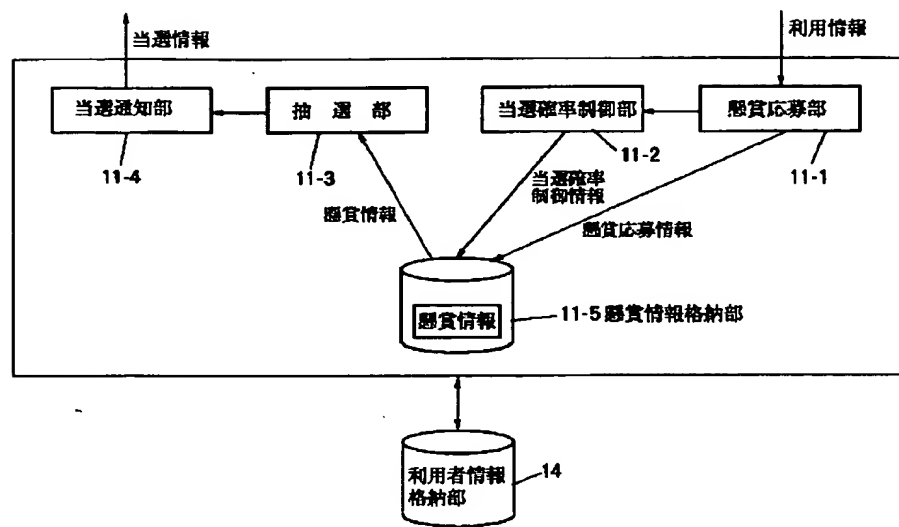 当選情報
利用情報
当選通知部
抽 選 部
当選確率制御部
懸賞応募部
11-4
11-3
11-2
11-1
当選確率
制御情報
懸賞情報
懸賞応募情報
懸賞情報
11-5 懸賞情報格納部
利用者情報
格納部
14